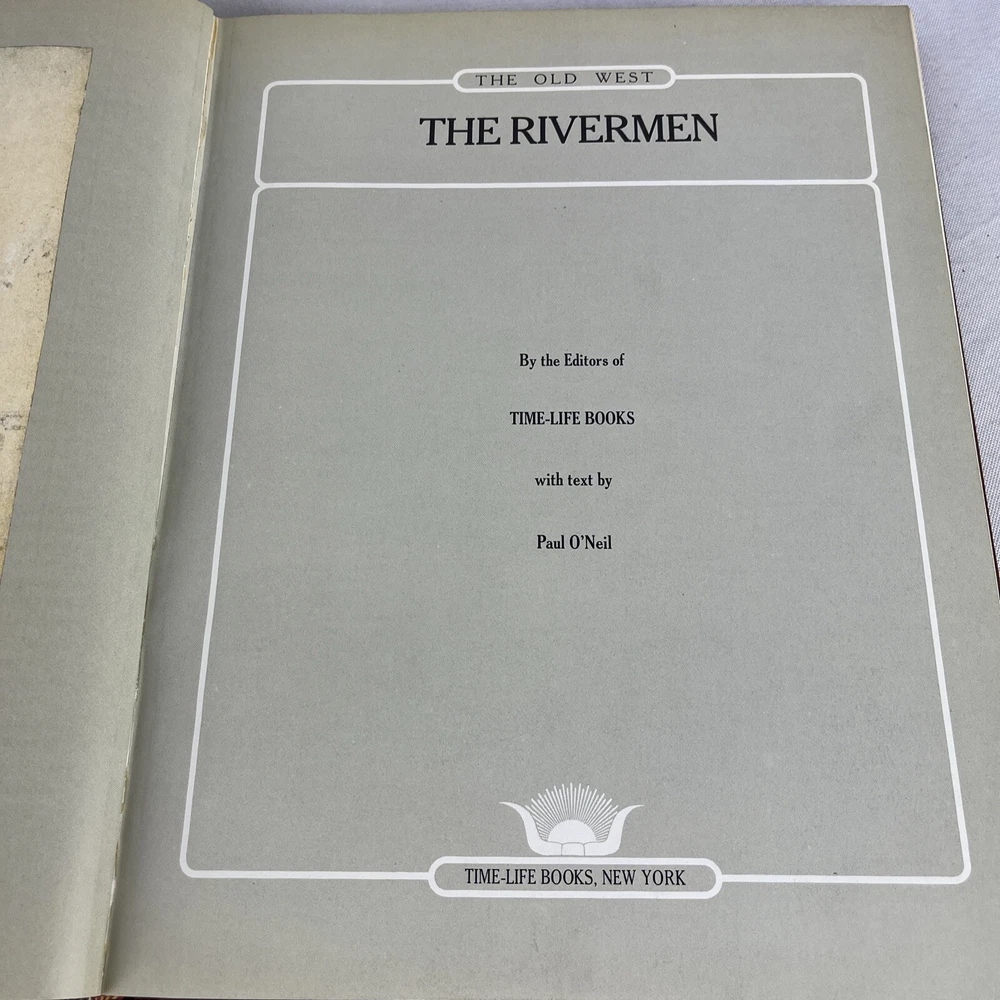 THE OLD WEST
THE RIVERMEN
By the Editors of
TIME-LIFE BOOKS
with text by
Paul O'Neil
TIME-LIFE BOOKS, NEW YORK